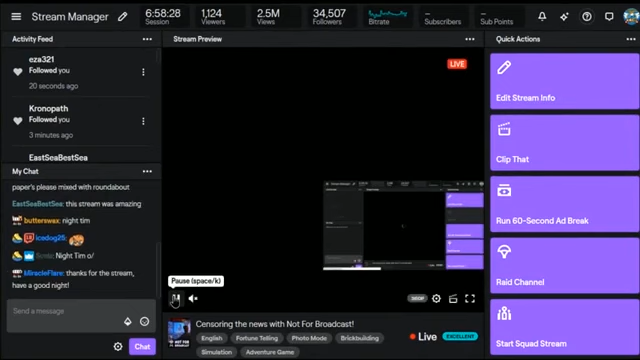 Stream Manager
6:58:28
Session
1,124
Viewers
2.5M
Views
34,507
Followers
Bitrate
–
Subscribers
–
Sub Points
Activity Feed
Stream Preview
Quick Actions
eza321
Followed you
20 seconds ago
Kronopath
Followed you
3 minutes ago
EastSeaBestSea
My Chat
paper's please mixed with roundabout
EastSeaBestSea: this stream was amazing
butterswax: night tim
icedog25:
Night Tim o/
MiracleFlare: thanks for the stream,
have a good night!
Send a message
Chat
LIVE
Pause (space/k)
Censoring the news with Not For Broadcast!
English
Fortune Telling
Photo Mode
Brickbuilding
Simulation
Adventure Game
Live
EXCELLENT
Edit Stream Info
Clip That
Run 60-Second Ad Break
Raid Channel
Start Squad Stream